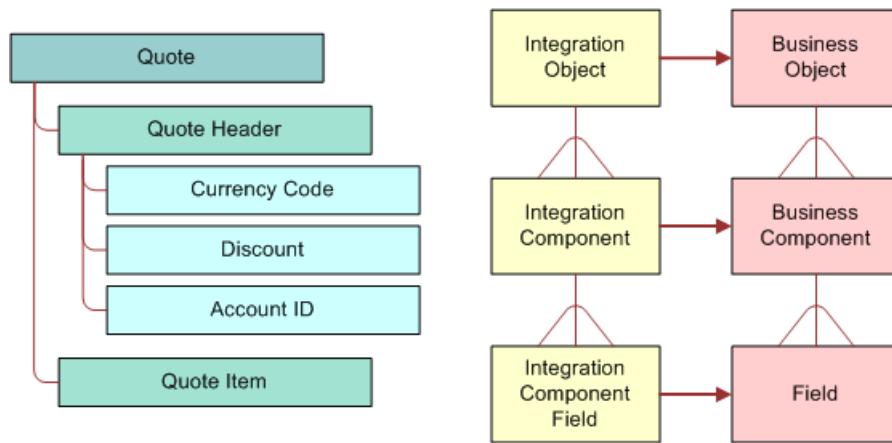 Quote
Quote Header
Currency Code
Discount
Account ID
Quote Item
Integration
Object
Business
Object
Integration
Component
Business
Component
Integration
Component
Field
Field